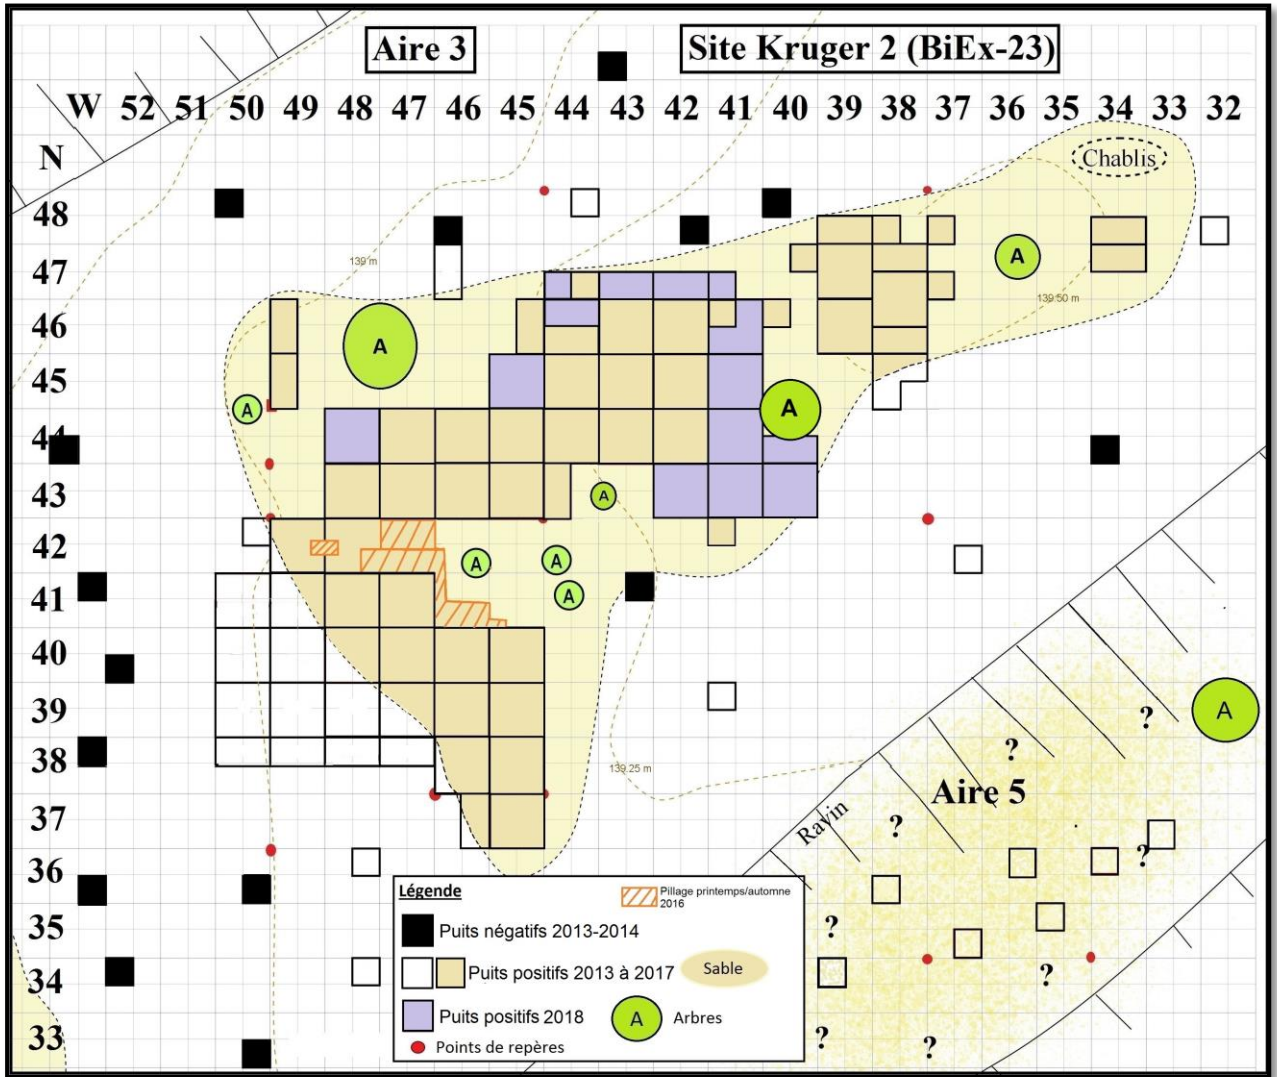 Aire 3
Site Kruger 2 (BiEx-23)
W 52 51 50 49 48 47 46 45 44 43 42 41 40 39 38 37 36 35 34 33 32
N
Chablis
48
47
139 m
A
139.50 m
46
A
45
A
A
44
43
A
42
A
A
41
A
40
39
A
?
38
?
139.25 m
Aire 5
37
Ravin
?
36
?
Légende
Pillage printemps/automne
2016
35
Puits négatifs 2013-2014
?
34
Puits positifs 2013 à 2017
Sable
?
33
Puits positifs 2018
A
Arbres
?
?
Points de repères